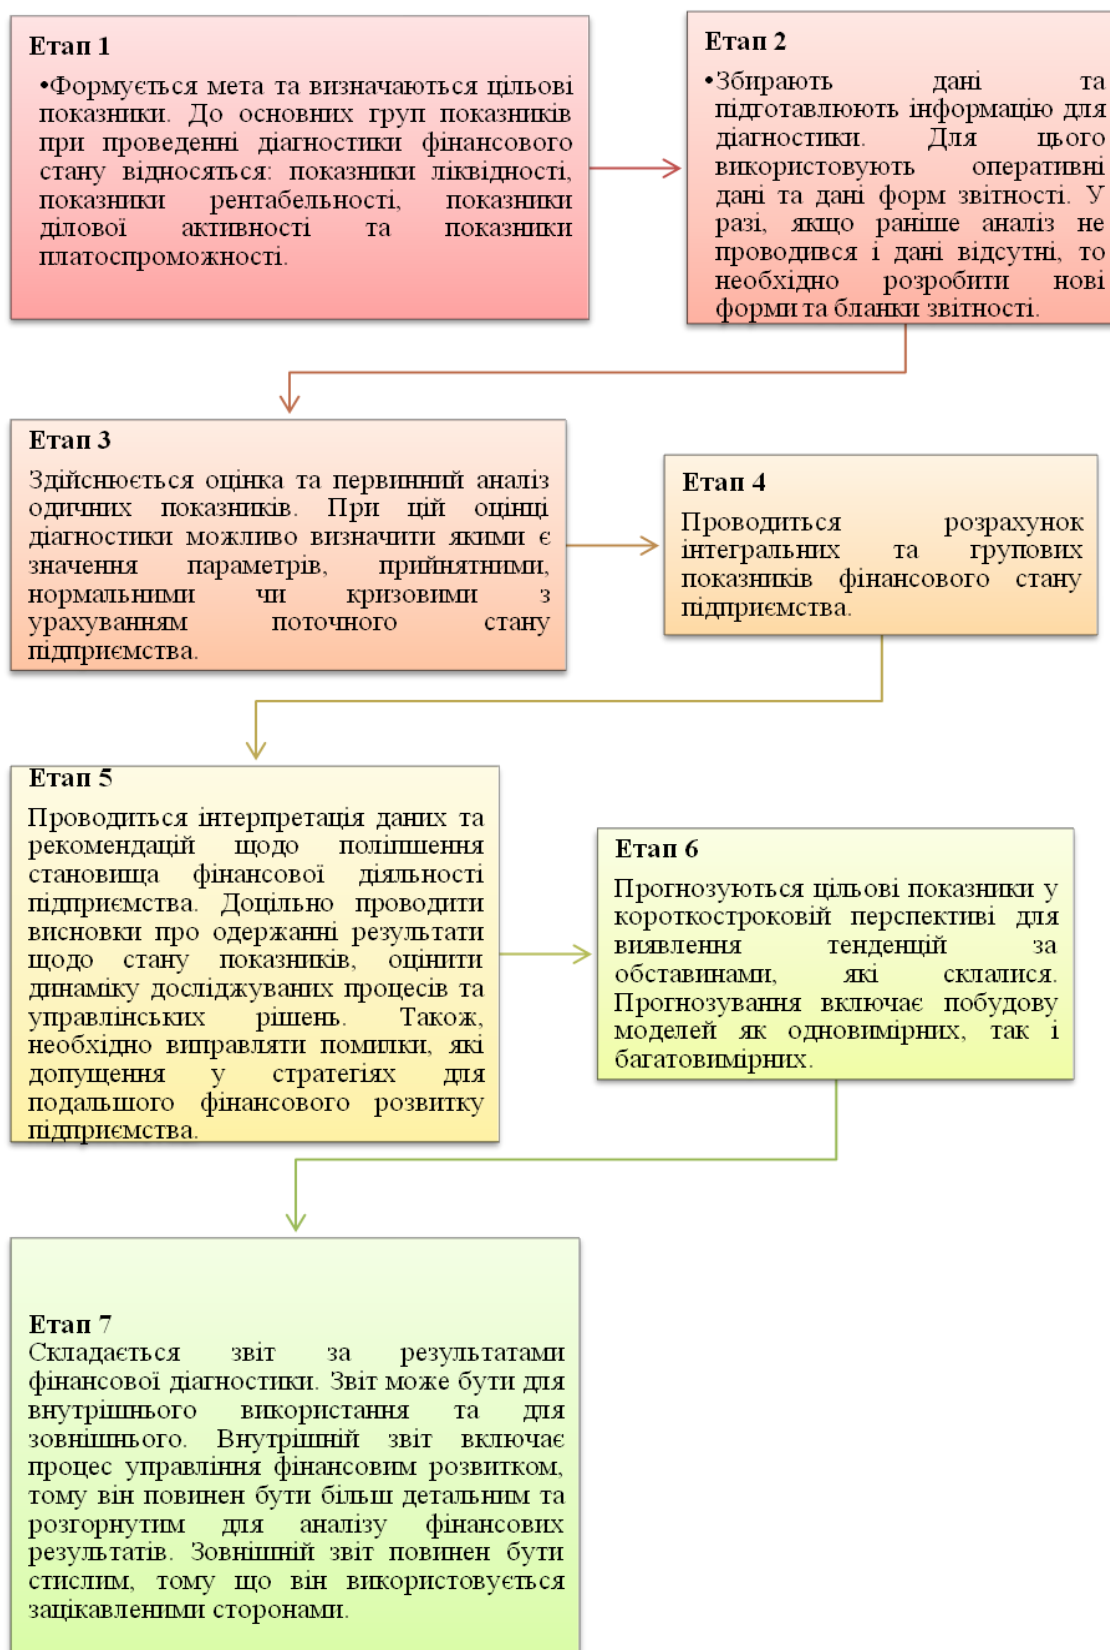 Етап 1
•Формується мета та визначаються цільові
показники. До основних груп показників
при проведенні діагностики фінансового
стану відносяться: показники ліквідності,
показники рентабельності, показники
ділової активності та показники
платоспроможності.
Етап 2
•Збирають дані та
підготавлюють інформацію для
діагностики. Для цього
використовують оперативні
дані та дані форм звітності. У
разі, якщо раніше аналіз не
проводився і дані відсутні, то
необхідно розробити нові
форми та бланки звітності.
Етап 3
Здійснюється оцінка та первинний аналіз
одичних показників. При цій оцінці
діагностики можливо визначити якими є
значення параметрів, прийнятними,
нормальними чи кризовими з
урахуванням поточного стану
підприємства.
Етап 4
Проводиться розрахунок
інтегральних та групових
показників фінансового стану
підприємства.
Етап 5
Проводиться інтерпретація даних та
рекомендацій щодо поліпшення
становища фінансової діяльності
підприємства. Доцільно проводити
висновки про одержанні результати
щодо стану показників, оцінити
динаміку досліджуваних процесів та
управлінських рішень. Також,
необхідно виправляти помилки, які
допущення у стратегіях для
подальшого фінансового розвитку
підприємства.
Етап 6
Прогнозуються цільові показники у
короткостроковій перспективі для
виявлення тенденцій за
обставинами, які склалися.
Прогнозування включає побудову
моделей як одновимірних, так і
багатовимірних.
Етап 7
Складається звіт за результатами
фінансової діагностики. Звіт може бути для
внутрішнього використання та для
зовнішнього. Внутрішній звіт включає
процес управління фінансовим розвитком,
тому він повинен бути більш детальним та
розгорнутим для аналізу фінансових
результатів. Зовнішній звіт повинен бути
стислим, тому що він використовується
зацікавленими сторонами.